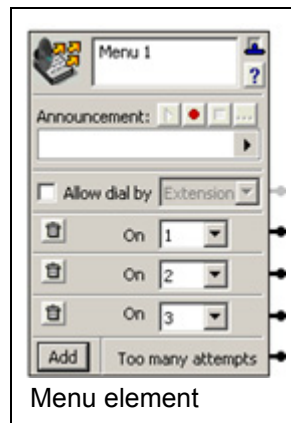 Menu 1
?
Announcement:
...
Allow dial by Extension
On 1
On 2
On 3
Add Too many attempts
Menu element